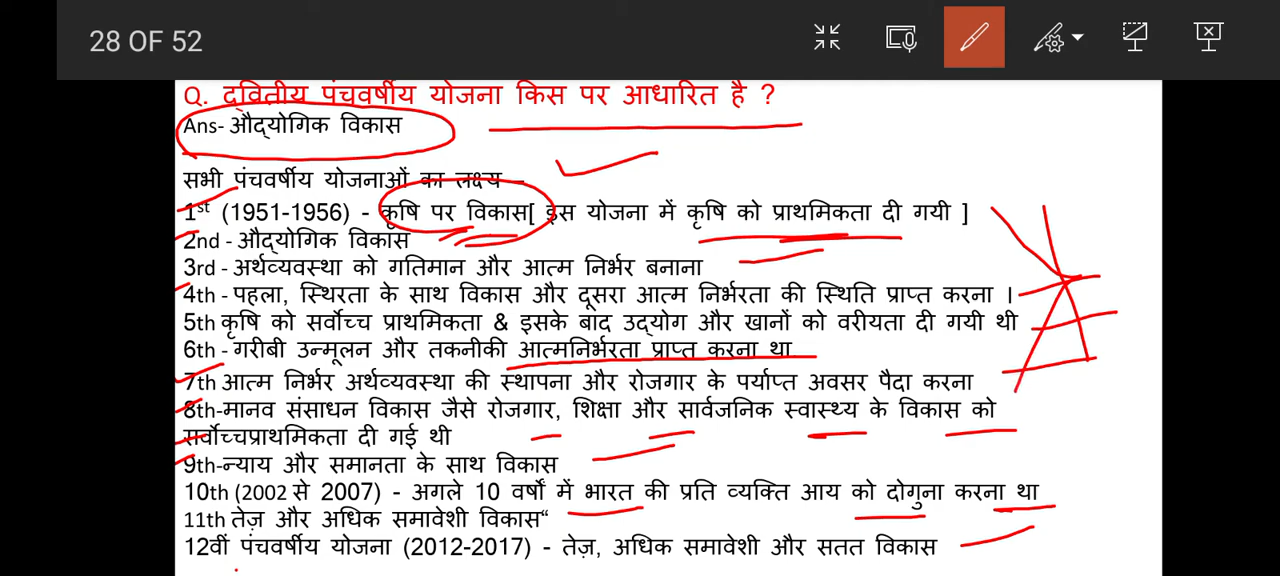 28 OF 52
Q. द्वितीय पंचवर्षीय योजना किस पर आधारित है ?
Ans- औद्योगिक विकास
सभी पंचवर्षीय योजनाओं का लक्ष्य –
1st (1951-1956) - कृषि पर विकास[ इस योजना में कृषि को प्राथमिकता दी गयी ]
2nd - औद्योगिक विकास
3rd - अर्थव्यवस्था को गतिमान और आत्म निर्भर बनाना
4th - पहला, स्थिरता के साथ विकास और दूसरा आत्म निर्भरता की स्थिति प्राप्त करना ।
5th कृषि को सर्वोच्च प्राथमिकता & इसके बाद उद्योग और खानों को वरीयता दी गयी थी
6th - गरीबी उन्मूलन और तकनीकी आत्मनिर्भरता प्राप्त करना था
7th आत्म निर्भर अर्थव्यवस्था की स्थापना और रोजगार के पर्याप्त अवसर पैदा करना
8th-मानव संसाधन विकास जैसे रोजगार, शिक्षा और सार्वजनिक स्वास्थ्य के विकास को
सर्वोच्चप्राथमिकता दी गई थी
9th-न्याय और समानता के साथ विकास
10th (2002 से 2007) - अगले 10 वर्षों में भारत की प्रति व्यक्ति आय को दोगुना करना था
11th तेज़ और अधिक समावेशी विकास“
12वीं पंचवर्षीय योजना (2012-2017) - तेज़, अधिक समावेशी और सतत विकास